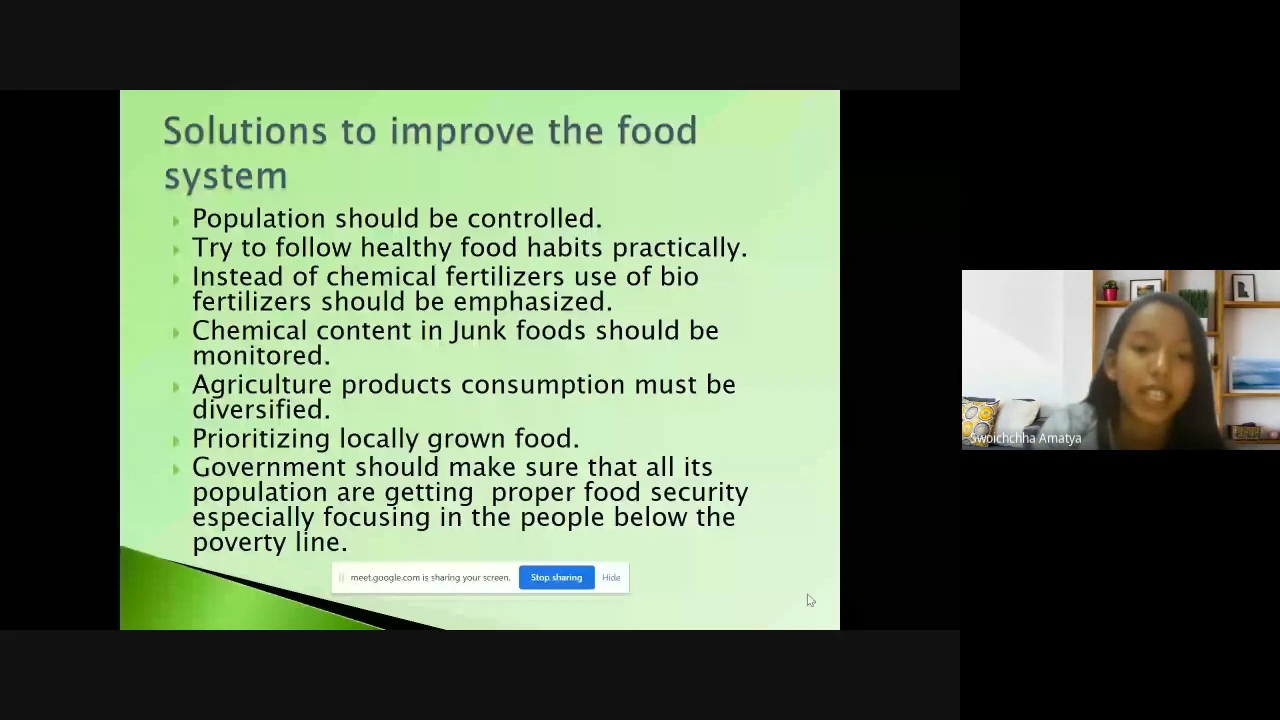 Solutions to improve the food
system
Population should be controlled.
Try to follow healthy food habits practically.
Instead of chemical fertilizers use of bio
fertilizers should be emphasized.
Chemical content in Junk foods should be
monitored.
Agriculture products consumption must be
diversified.
Prioritizing locally grown food.
Government should make sure that all its
population are getting  proper food security
especially focusing in the people below the
poverty line.
meet.google.com is sharing your screen. Stop sharing Hide
Swoichchha Amatya